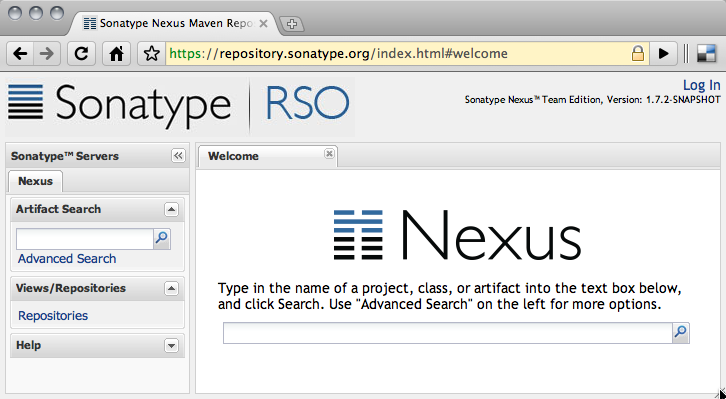 Sonatype Nexus Maven Repo
https://repository.sonatype.org/index.html#welcome
Sonatype RSO
Log In
Sonatype Nexus™ Team Edition, Version: 1.7.2-SNAPSHOT
Sonatype™ Servers
Nexus
Artifact Search
Advanced Search
Views/Repositories
Repositories
Help
Welcome
Nexus
Type in the name of a project, class, or artifact into the text box below,
and click Search. Use "Advanced Search" on the left for more options.